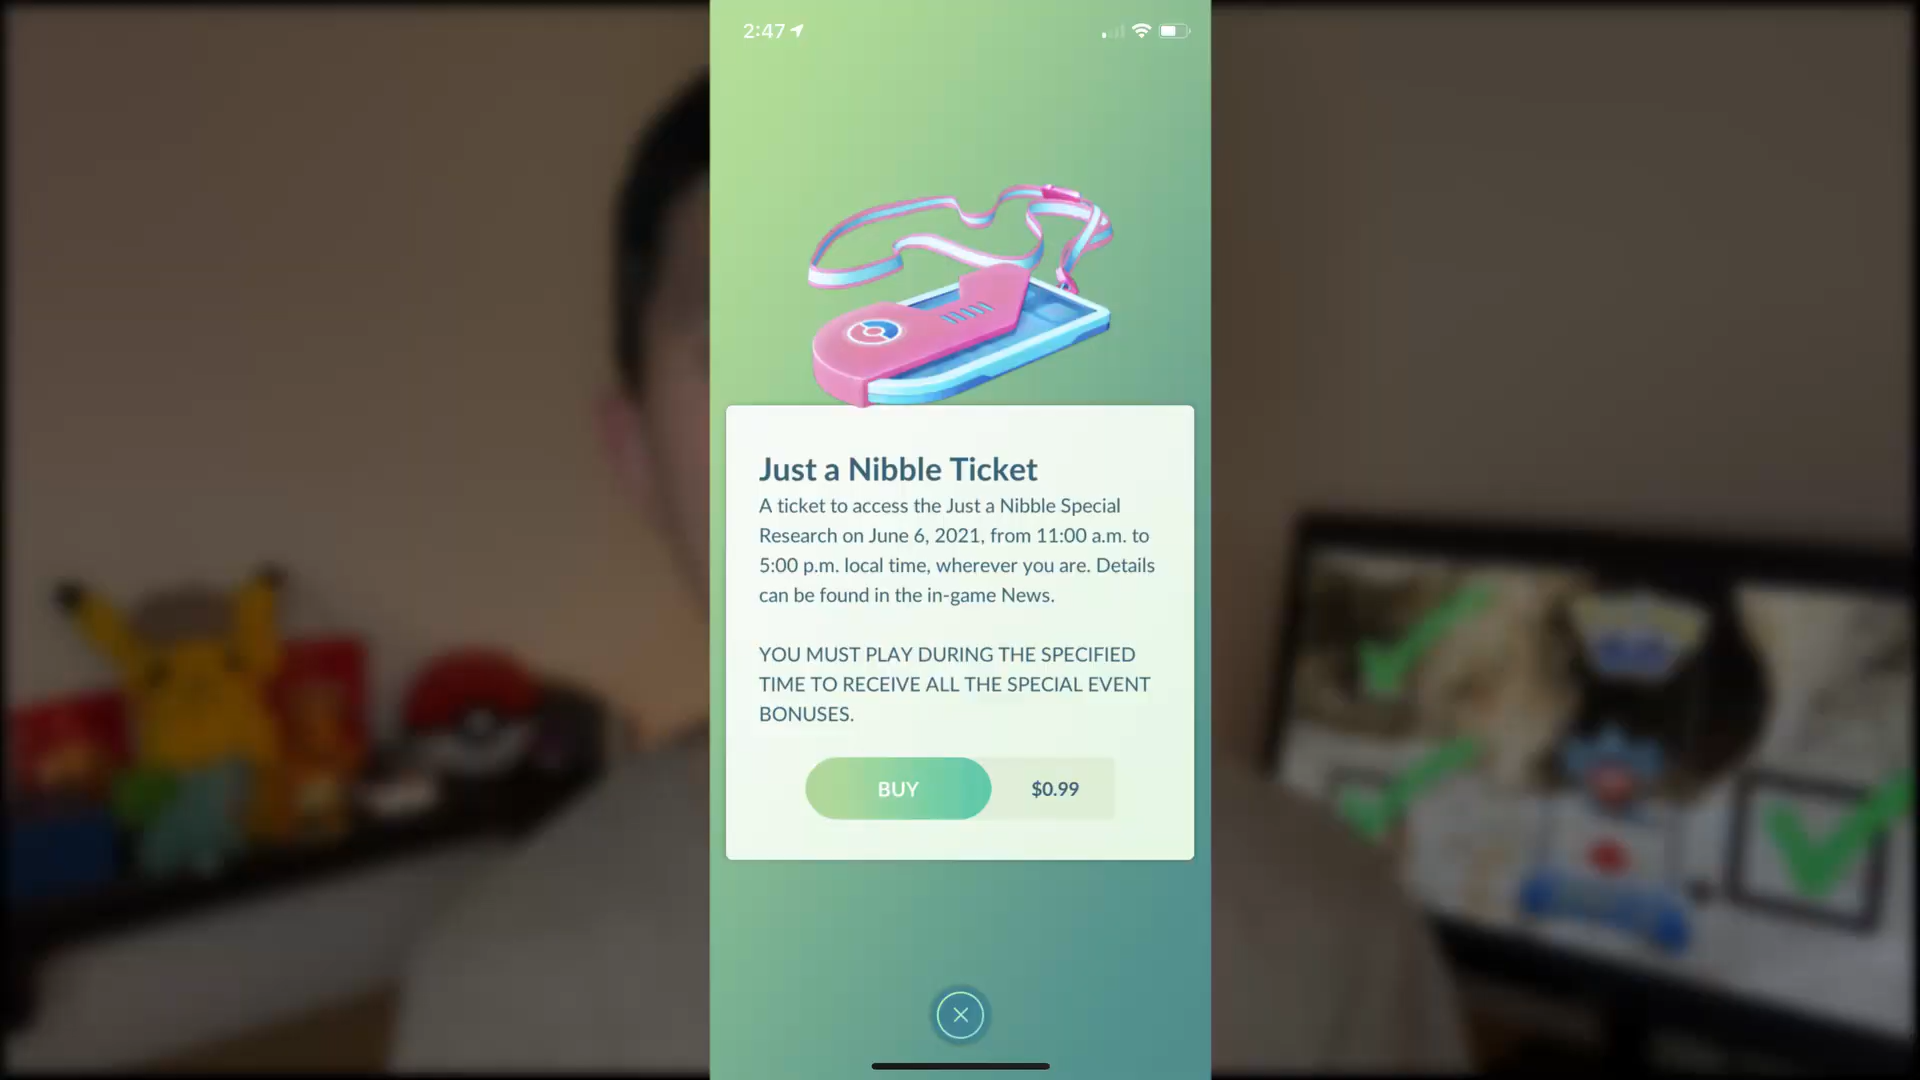 2:47
Just a Nibble Ticket
A ticket to access the Just a Nibble Special
Research on June 6, 2021, from 11:00 a.m. to
5:00 p.m. local time, wherever you are. Details
can be found in the in-game News.
YOU MUST PLAY DURING THE SPECIFIED
TIME TO RECEIVE ALL THE SPECIAL EVENT
BONUSES.
BUY $0.99